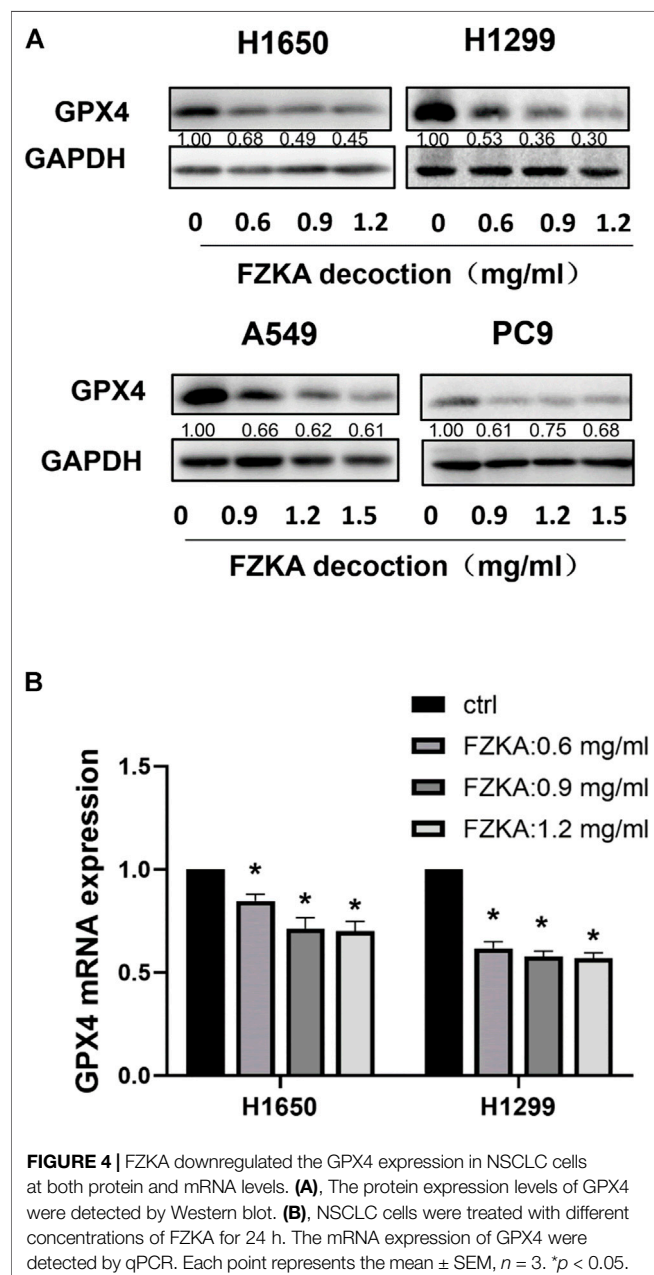 A
H1650 H1299
GPX4
1.00 0.68 0.49 0.45 1.00 0.53 0.36 0.30
GAPDH
0 0.6 0.9 1.2 0 0.6 0.9 1.2
FZKA decoction（mg/ml）
A549 PC9
GPX4
1.00 0.66 0.62 0.61 1.00 0.61 0.75 0.68
GAPDH
0 0.9 1.2 1.5 0 0.9 1.2 1.5
FZKA decoction（mg/ml）
B
ctrl
FZKA:0.6 mg/ml
FZKA:0.9 mg/ml
FZKA:1.2 mg/ml
GPX4 mRNA expression
1.5
1.0
0.5
0.0
* * * * * *
H1650 H1299
FIGURE 4 | FZKA downregulated the GPX4 expression in NSCLC cells
at both protein and mRNA levels. (A), The protein expression levels of GPX4
were detected by Western blot. (B), NSCLC cells were treated with different
concentrations of FZKA for 24 h. The mRNA expression of GPX4 were
detected by qPCR. Each point represents the mean ± SEM, n = 3. *p < 0.05.